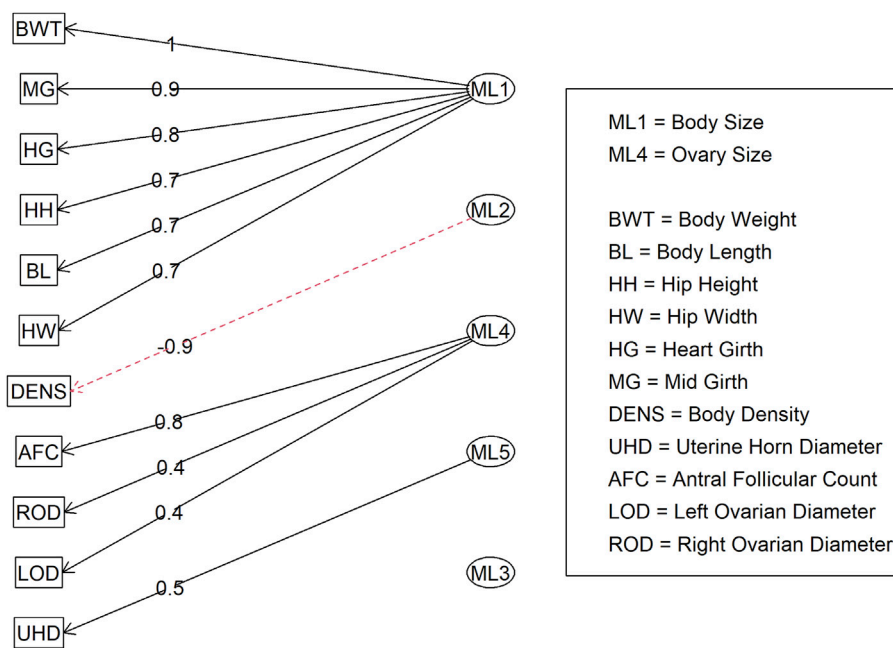 BWT
1
MG
0.9
ML1
HG
0.8
HH
0.7
ML2
BL
0.7
HW
0.7
ML4
DENS
-0.9
AFC
0.8
ML5
ROD
0.4
LOD
0.4
ML3
UHD
0.5
ML1 = Body Size
ML4 = Ovary Size
BWT = Body Weight
BL = Body Length
HH = Hip Height
HW = Hip Width
HG = Heart Girth
MG = Mid Girth
DENS = Body Density
UHD = Uterine Horn Diameter
AFC = Antral Follicular Count
LOD = Left Ovarian Diameter
ROD = Right Ovarian Diameter